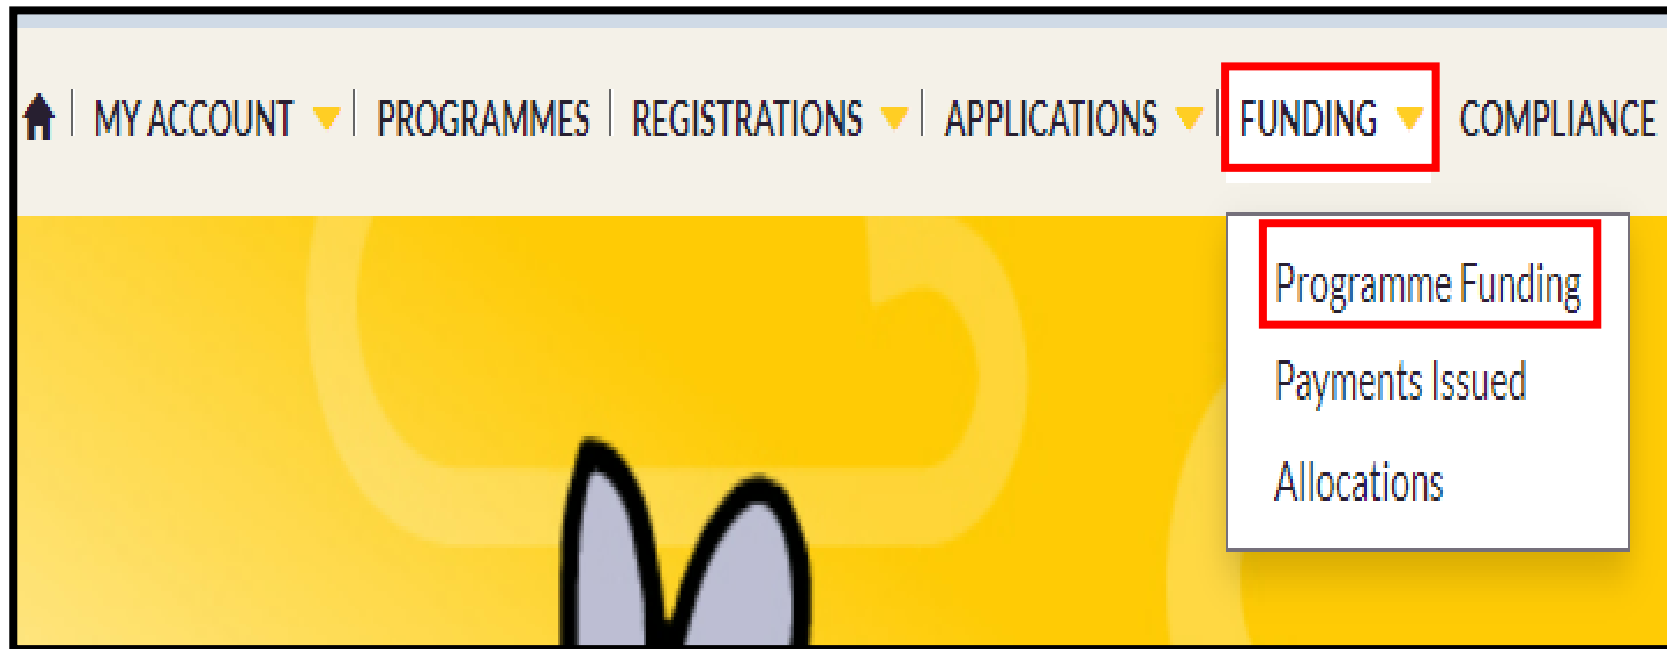 MY ACCOUNT PROGRAMMES REGISTRATIONS APPLICATIONS FUNDING COMPLIANCE
Programme Funding
Payments Issued
Allocations